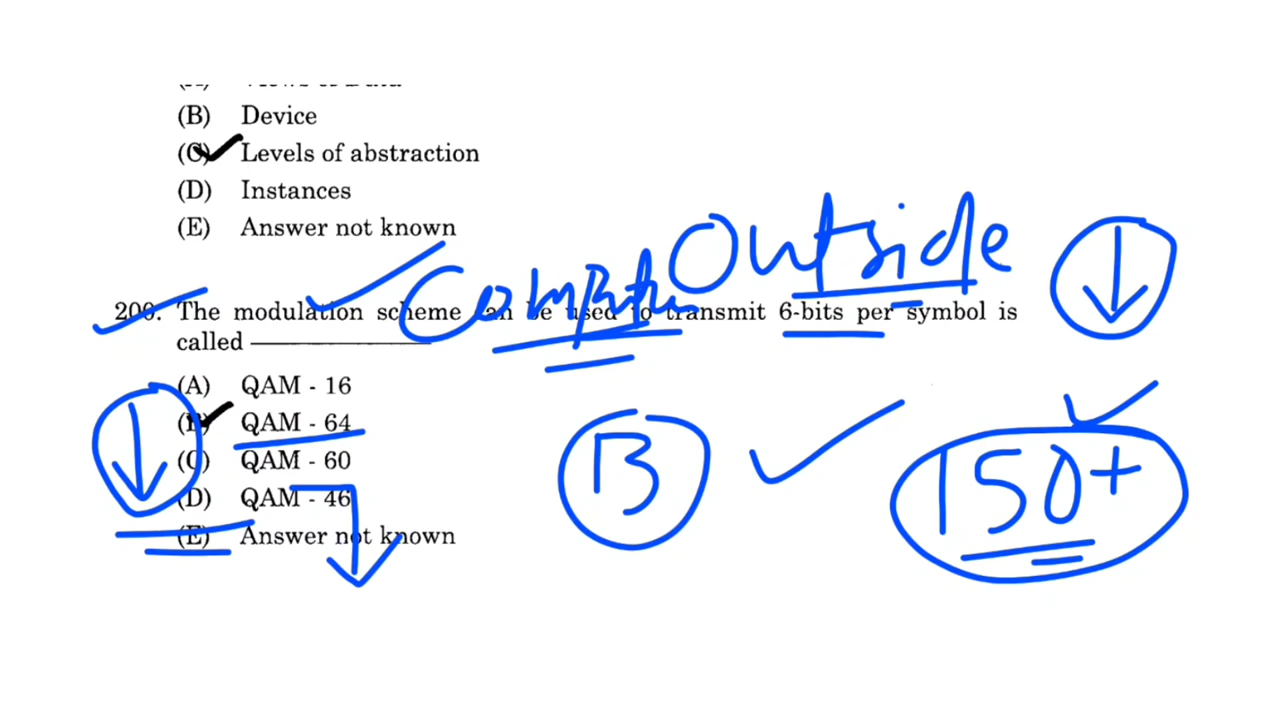 (B) Device
(C) Levels of abstraction
(D) Instances
(E) Answer not known
Outside
200. The modulation scheme can be used to transmit 6-bits per symbol is
called
(A) QAM - 16
(B) QAM - 64
(C) QAM - 60
(D) QAM - 46
(E) Answer not known
B
150+